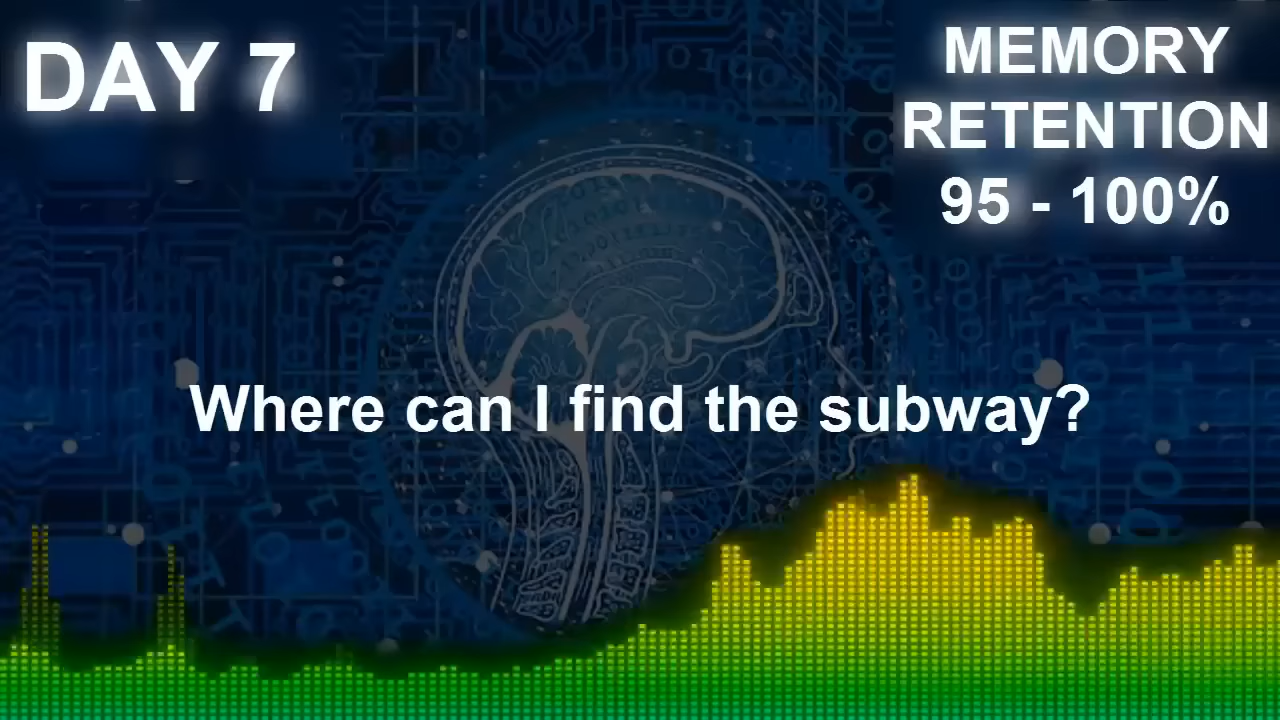 DAY 7
MEMORY
RETENTION
95 - 100%
Where can I find the subway?